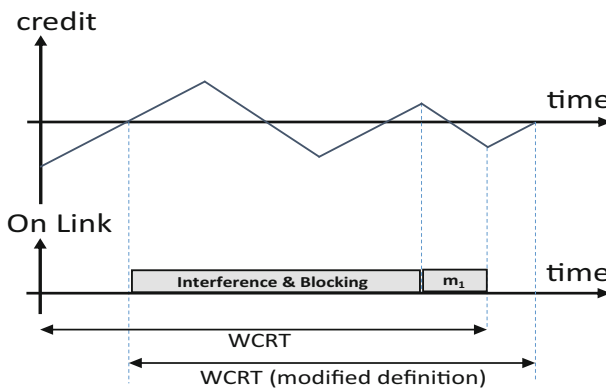 credit
time
On Link
Interference & Blocking
m₁
time
WCRT
WCRT (modified definition)